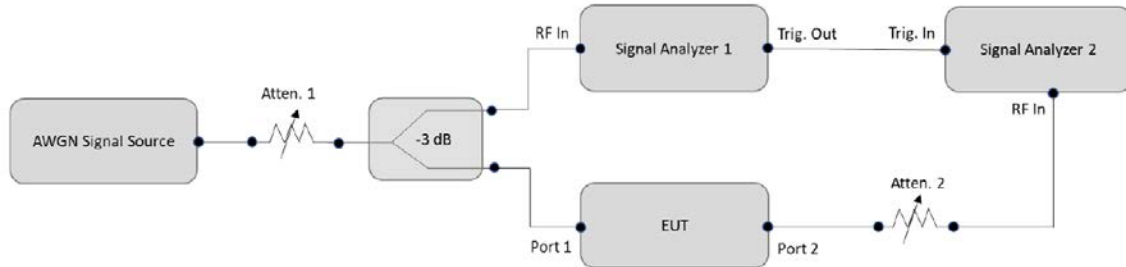 RF In
Signal Analyzer 1
Trig. Out
Trig. In
Signal Analyzer 2
RF In
AWGN Signal Source
Atten. 1
-3 dB
Atten. 2
EUT
Port 1
Port 2